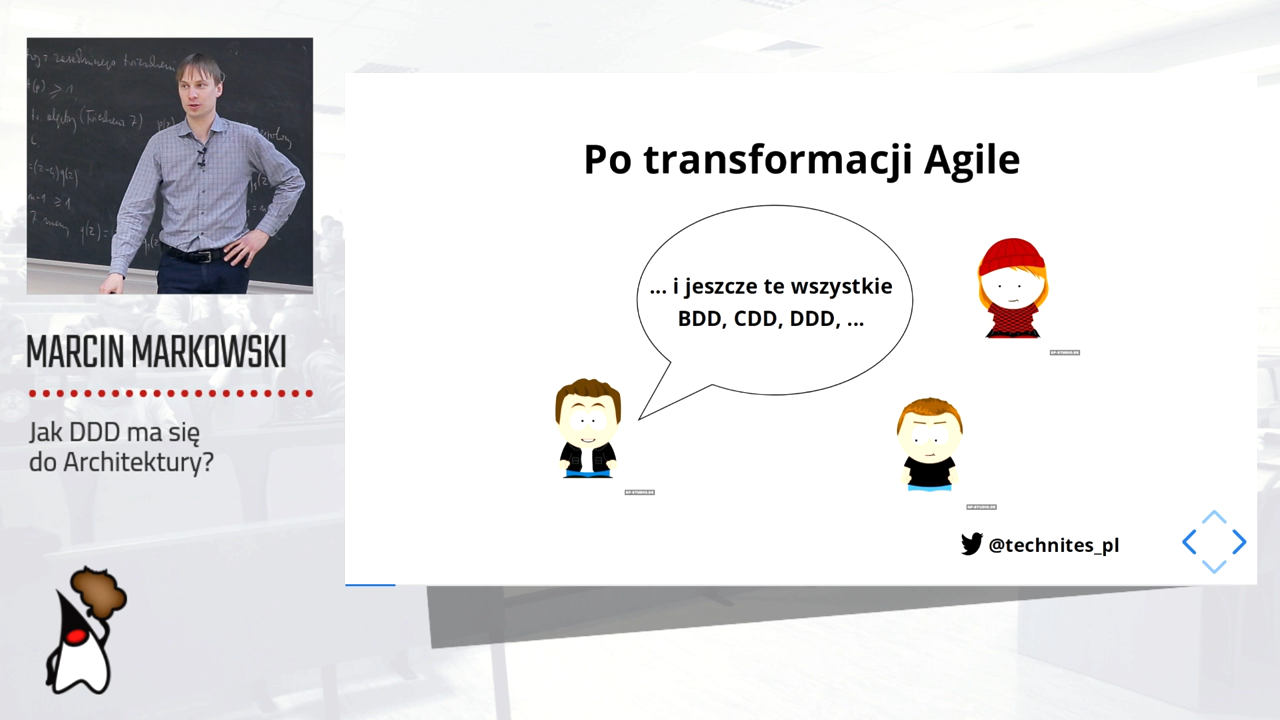 MARCIN MARKOWSKI
Jak DDD ma się
do Architektury?
Po transformacji Agile
... i jeszcze te wszystkie
BDD, CDD, DDD, ...
@technites_pl